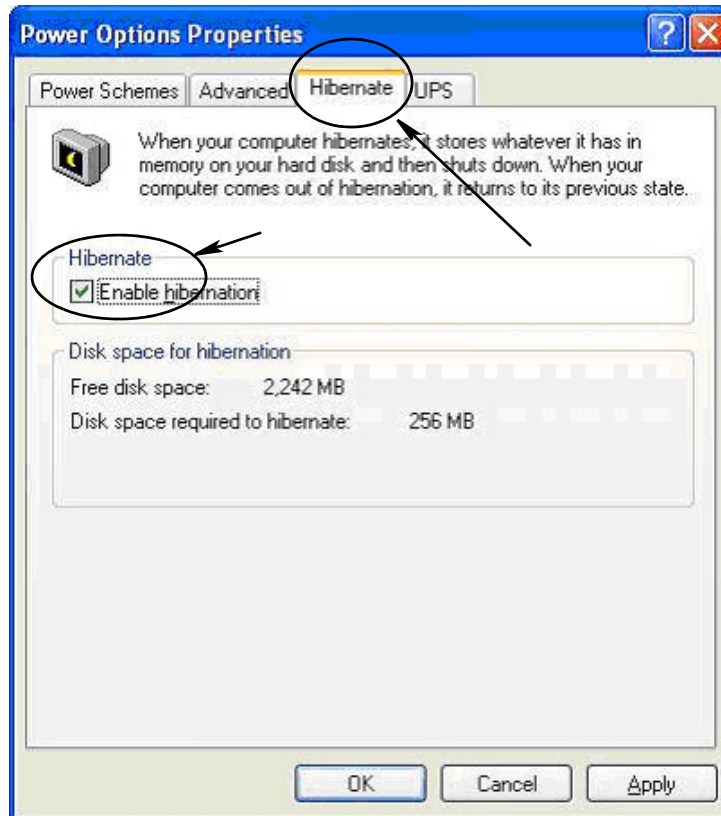 Power Options Properties
Power Schemes Advanced Hibernate UPS
When your computer hibernates, it stores whatever it has in
memory on your hard disk and then shuts down. When your
computer comes out of hibernation, it returns to its previous state.
Hibernate
Enable hibernation
Disk space for hibernation
Free disk space: 2,242 MB
Disk space required to hibernate: 256 MB
OK Cancel Apply